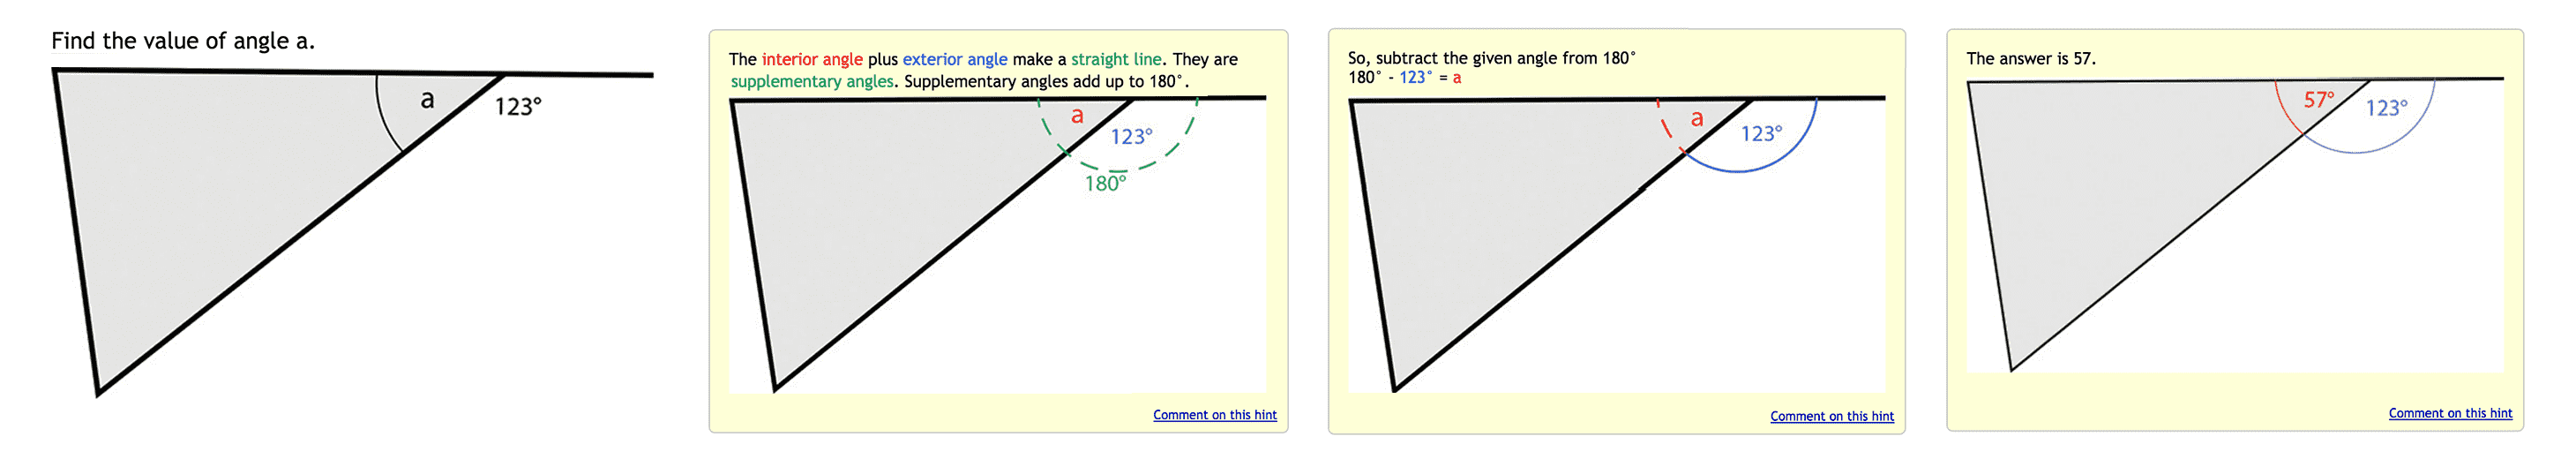 Find the value of angle a.
a
123°
The interior angle plus exterior angle make a straight line. They are
supplementary angles. Supplementary angles add up to 180°.
a
123°
180°
Comment on this hint
So, subtract the given angle from 180°
180° - 123° = a
a
123°
Comment on this hint
The answer is 57.
57°
123°
Comment on this hint